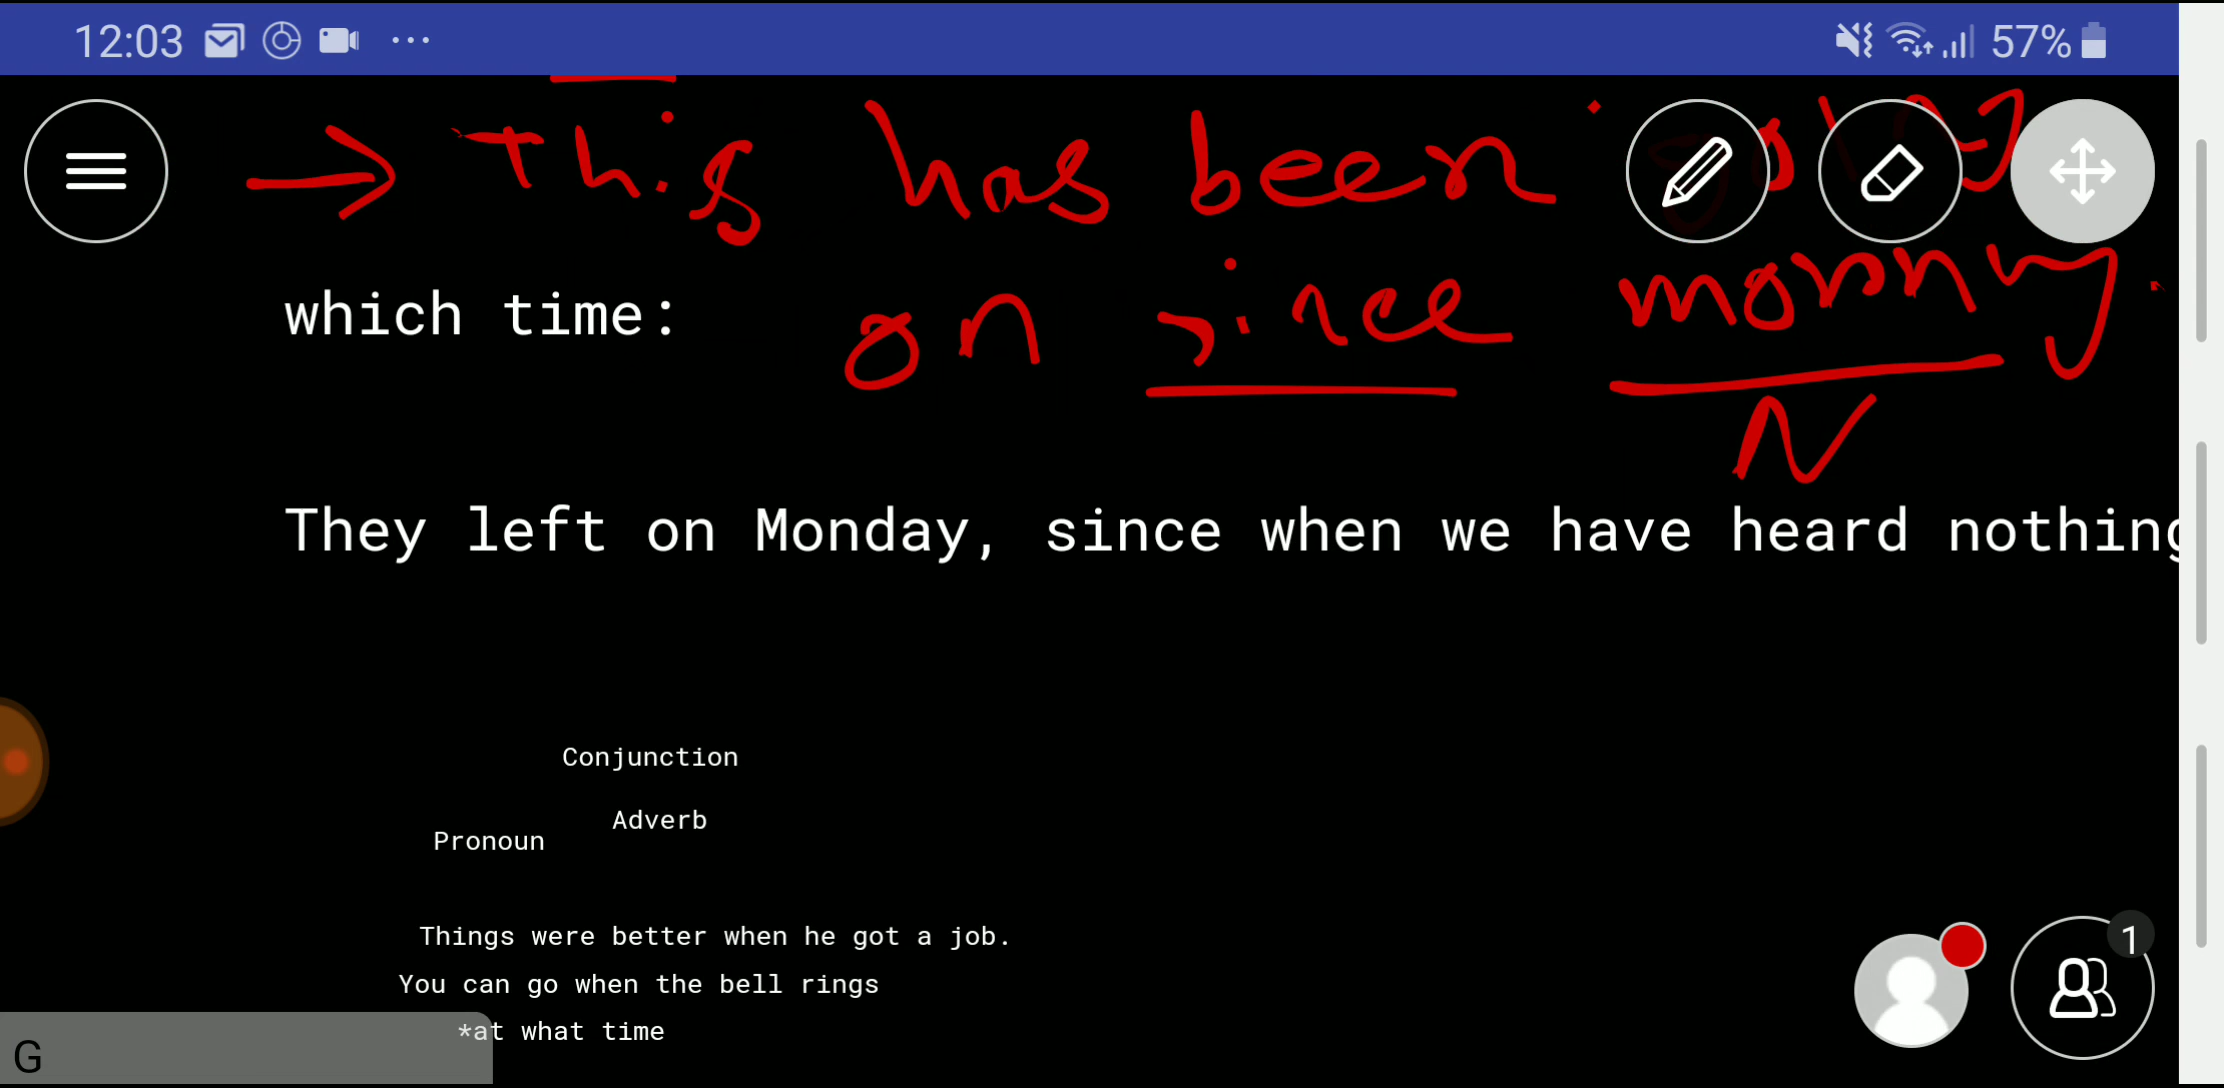 12:03
57%
→ This has been going
which time: on since morning.
N
They left on Monday, since when we have heard nothing
Conjunction
Adverb
Pronoun
Things were better when he got a job.
You can go when the bell rings
*at what time
1
G